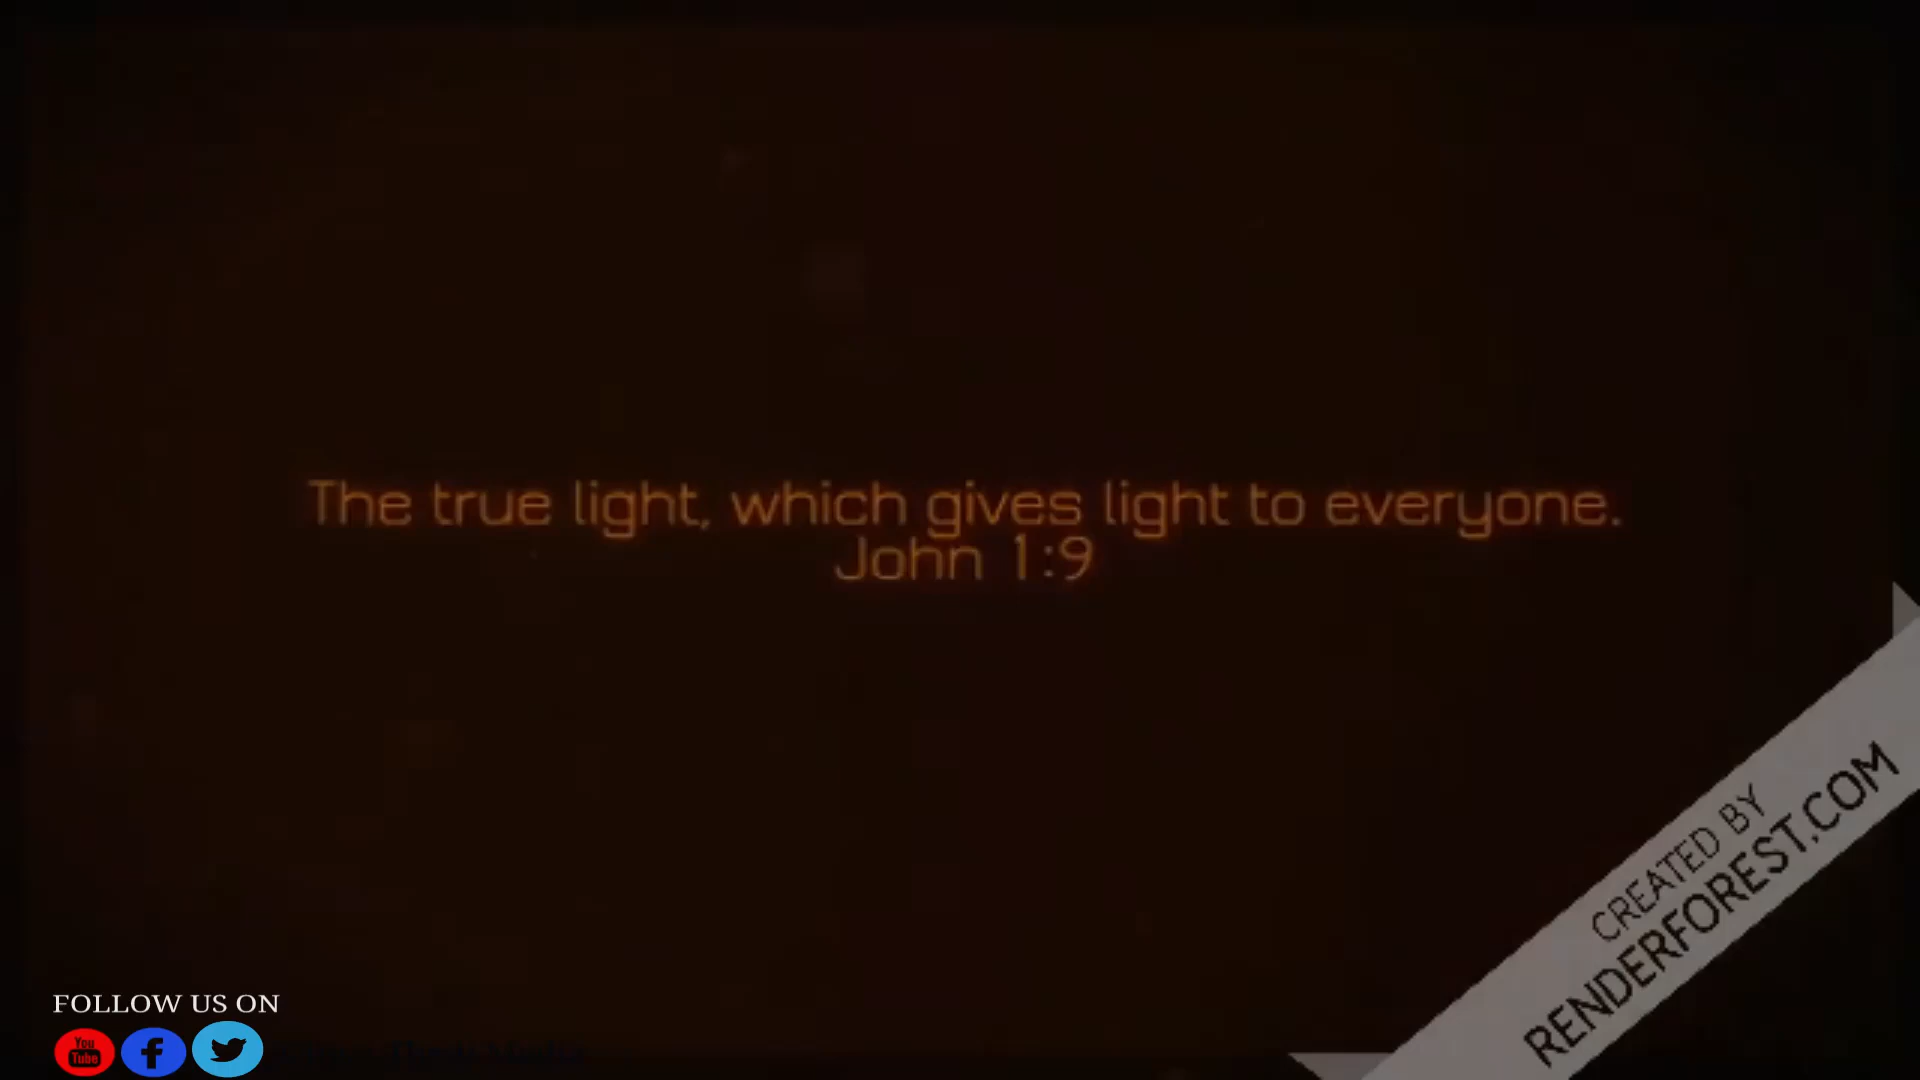 The true light, which gives light to everyone.
John 1:9
CREATED BY
RENDERFOREST.COM
FOLLOW US ON
You
Tube